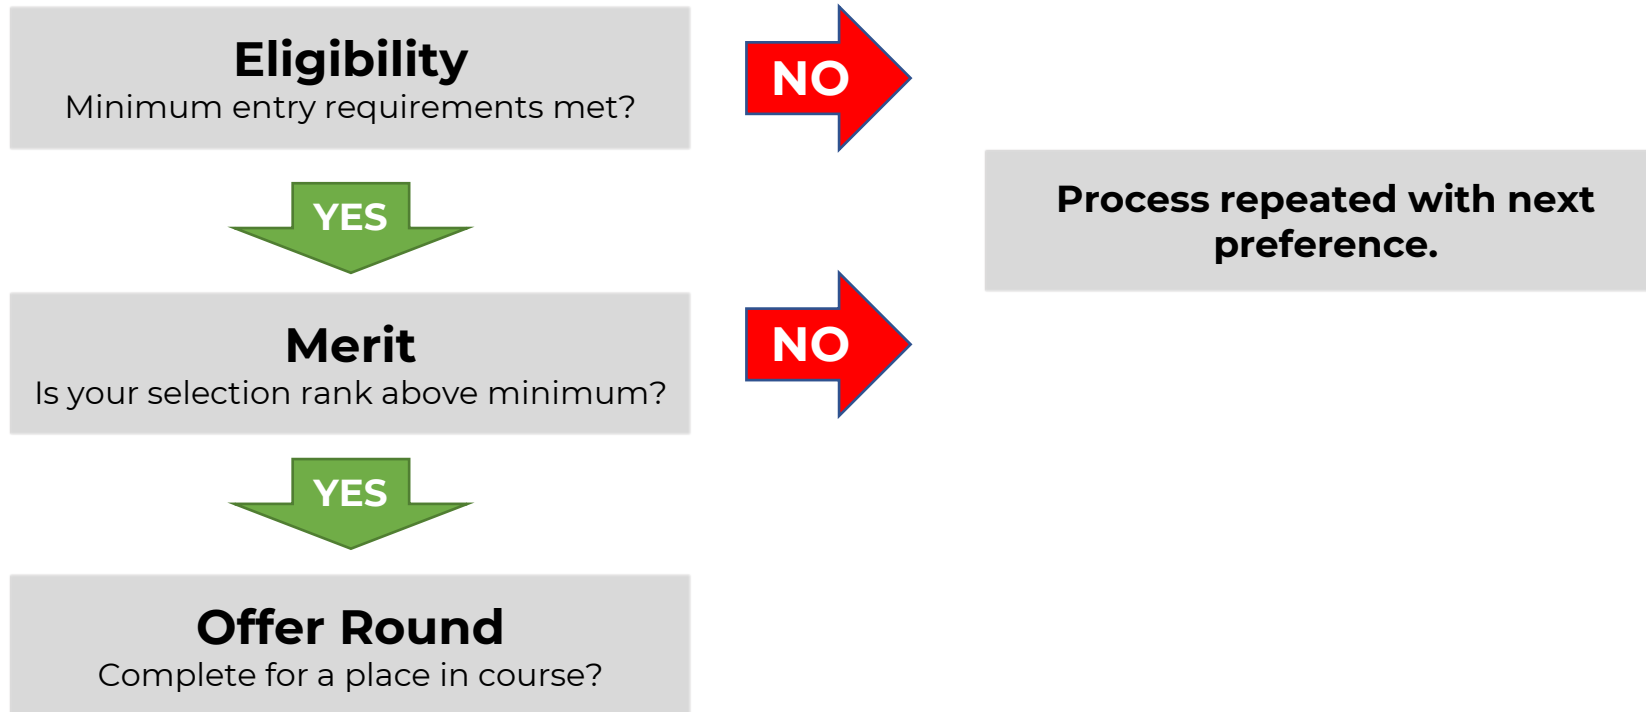 Eligibility
Minimum entry requirements met?
NO
YES
Process repeated with next
preference.
Merit
Is your selection rank above minimum?
NO
YES
Offer Round
Complete for a place in course?